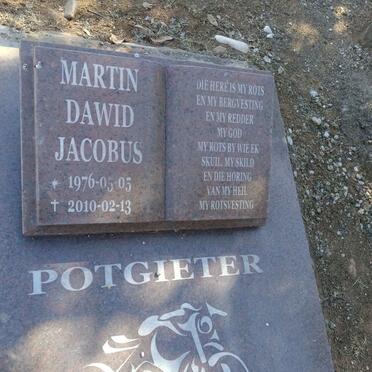 MARTIN
DAWID
JACOBUS
* 1976-05-05
† 2010-02-13
DIE HERE IS MY ROTS
EN MY BERGVESTING
EN MY REDDER
MY GOD
MY ROTS BY WIE EK
SKUIL. MY SKILD
EN DIE HORING
VAN MY HEIL
MY ROTSVESTING
POTGIETER